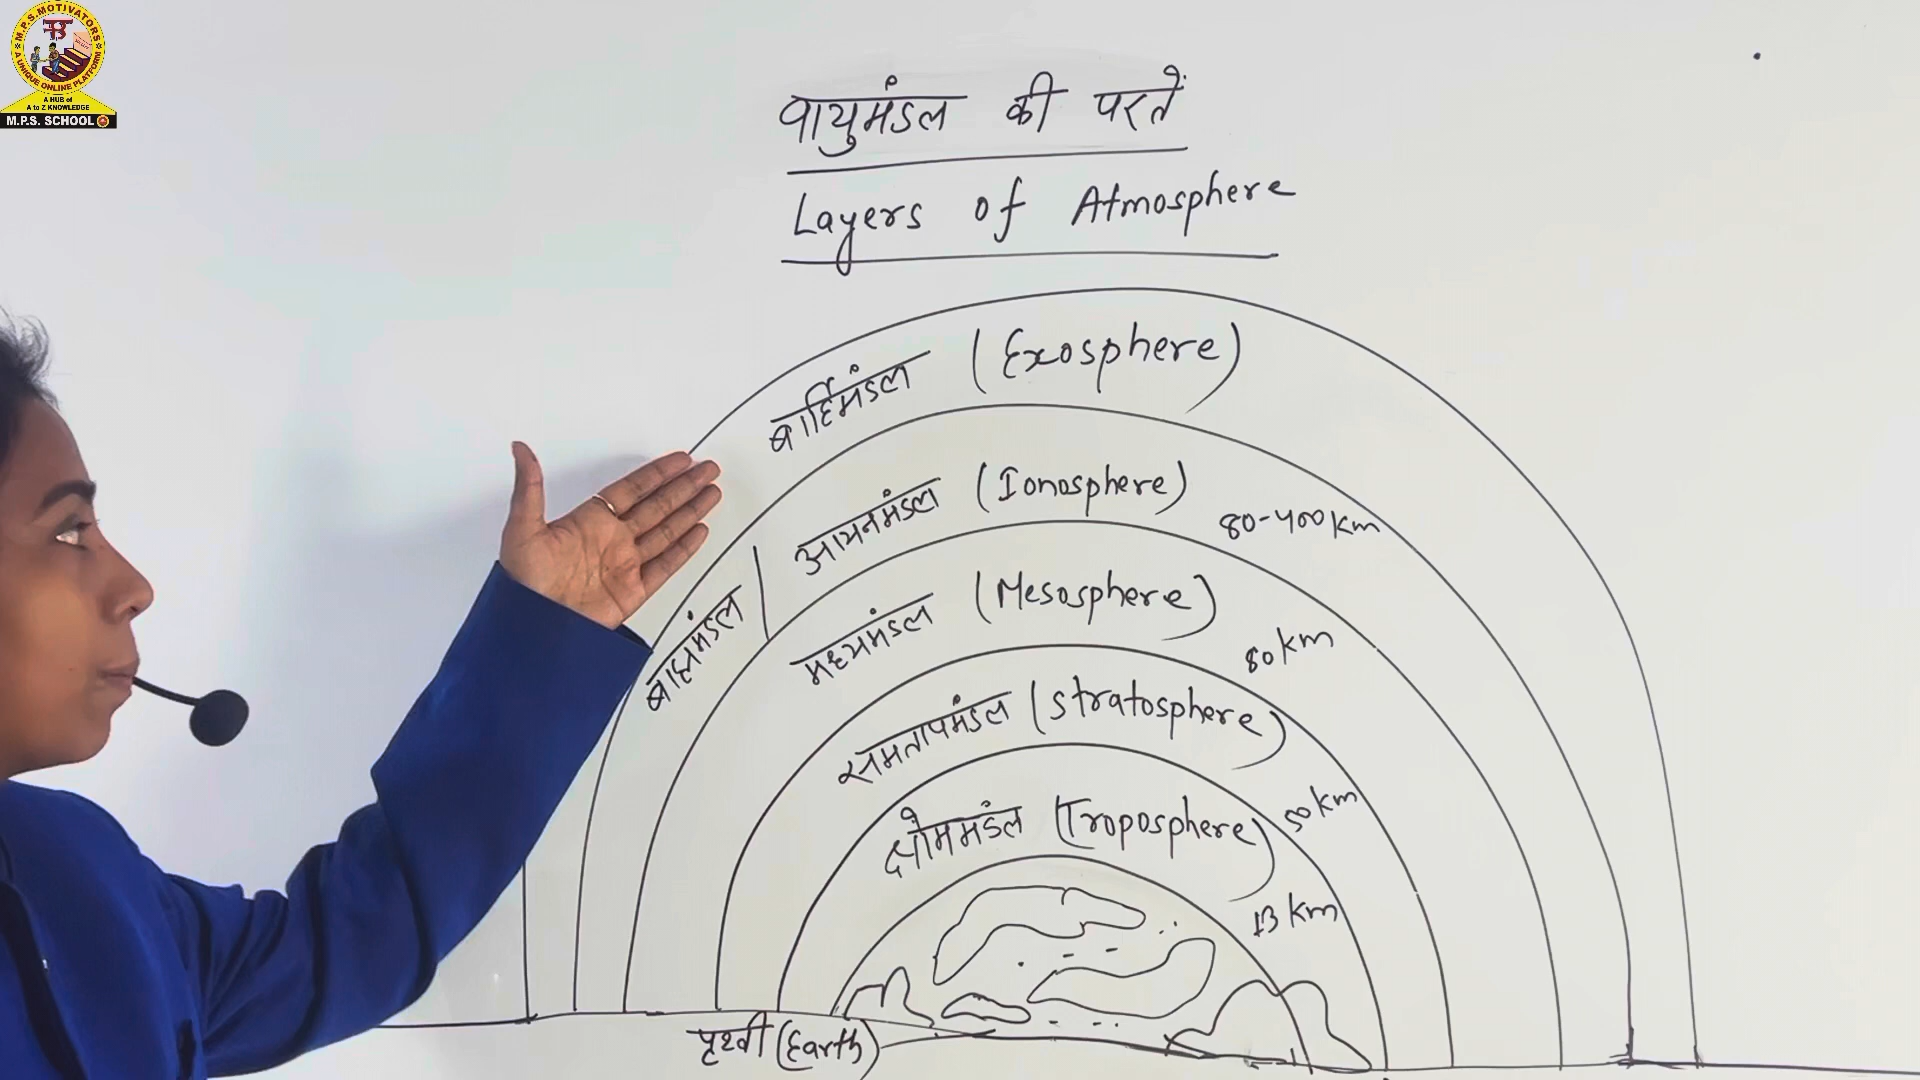 M.P.S.MOTIVATORS
A UNIQUE ONLINE PLATFORM
A HUB of
A to Z KNOWLEDGE
M.P.S. SCHOOL
वायुमंडल की परतें
Layers of Atmosphere
बार्हिमंडल (Exosphere)
आयनमंडल (Ionosphere)
80-400 km
बाह्यमंडल
मध्यमंडल (Mesosphere)
80 km
समतापमंडल (Stratosphere)
50 km
क्षोममंडल (Troposphere)
13 km
पृथ्वी (Earth)